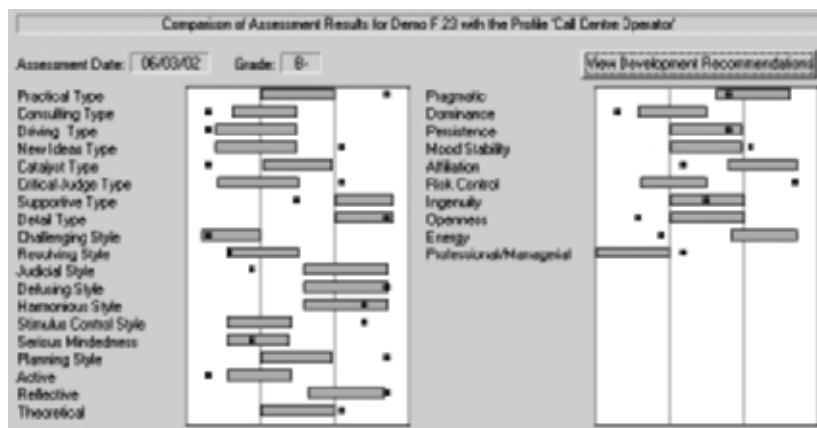 Comparison of Assessment Results for Demo F 23 with the Profile 'Call Centre Operator'
Assessment Date: 06/03/02 Grade: B- View Development Recommendations
Practical Type
Consulting Type
Driving Type
New Ideas Type
Catalyst Type
Critical-Judge Type
Supportive Type
Detail Type
Challenging Style
Resolving Style
Judicial Style
Defusing Style
Harmonious Style
Stimulus Control Style
Serious Mindedness
Planning Style
Active
Reflective
Theoretical
Pragmatic
Dominance
Persistence
Mood Stability
Affiliation
Risk Control
Ingenuity
Openness
Energy
Professional/Managerial